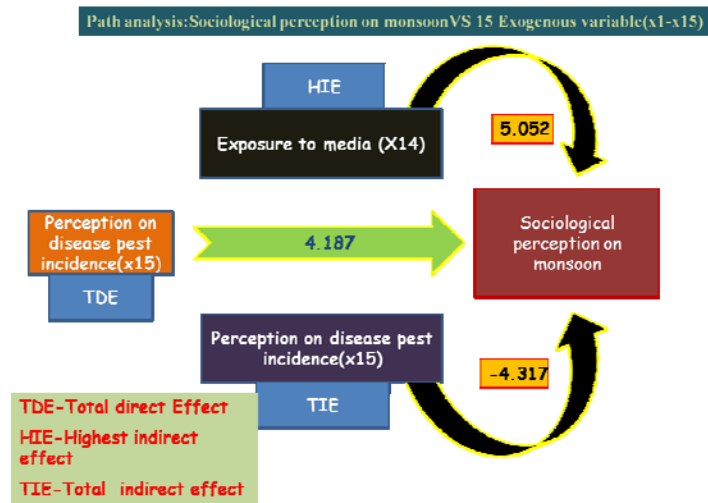 Path analysis:Sociological perception on monsoonVS 15 Exogenous variable(x1-x15)
HIE
Exposure to media (X14)
5.052
Perception on
disease pest
incidence(x15)
TDE
4.187
Sociological
perception on
monsoon
Perception on disease pest
incidence(x15)
TIE
-4.317
TDE-Total direct Effect
HIE-Highest indirect
effect
TIE-Total indirect effect